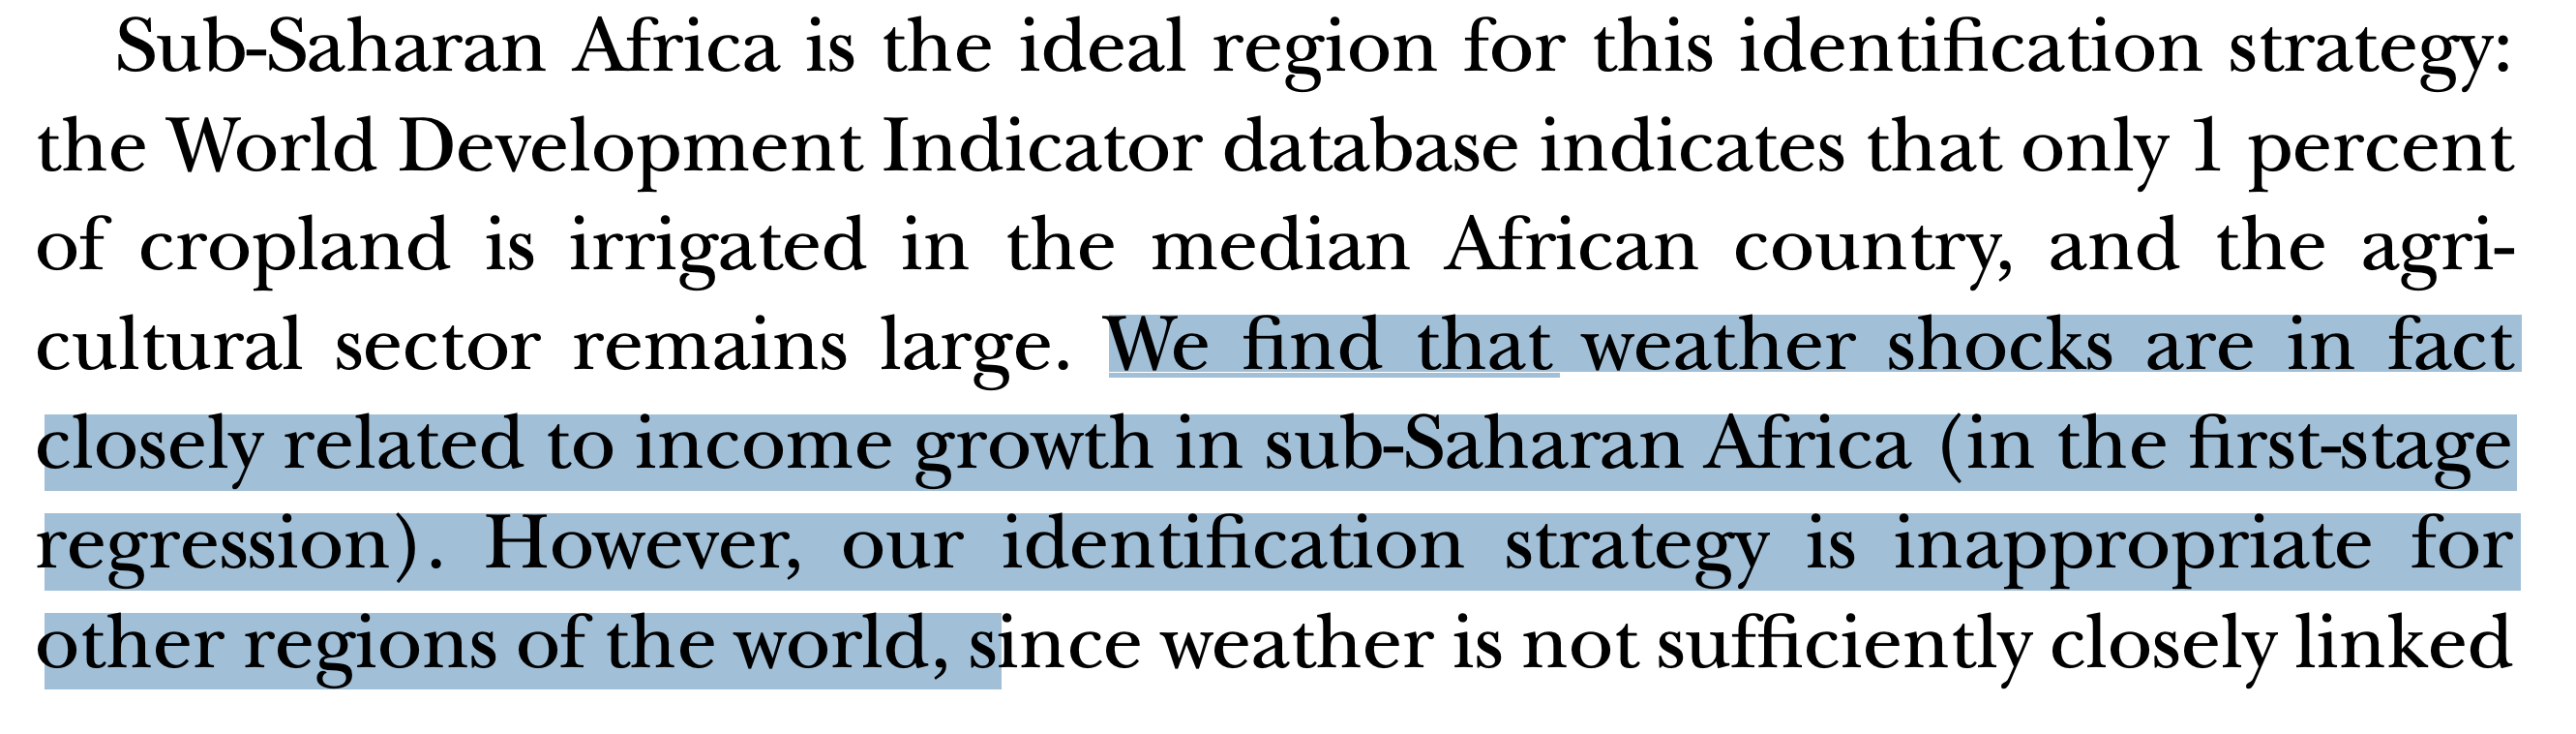 Sub-Saharan Africa is the ideal region for this identification strategy:
the World Development Indicator database indicates that only 1 percent
of cropland is irrigated in the median African country, and the agri-
cultural sector remains large. We find that weather shocks are in fact
closely related to income growth in sub-Saharan Africa (in the first-stage
regression). However, our identification strategy is inappropriate for
other regions of the world, since weather is not sufficiently closely linked